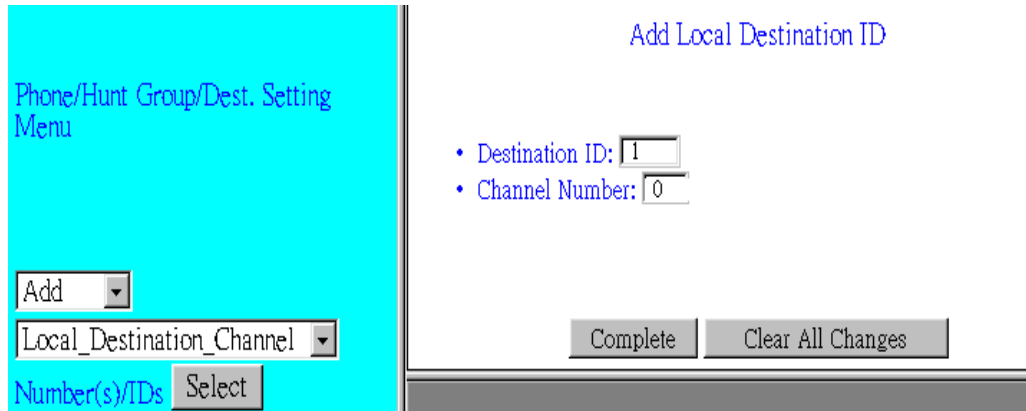 Phone/Hunt Group/Dest. Setting
Menu
Add
Local_Destination_Channel
Number(s)/IDs Select
Add Local Destination ID
• Destination ID: 1
• Channel Number: 0
Complete Clear All Changes